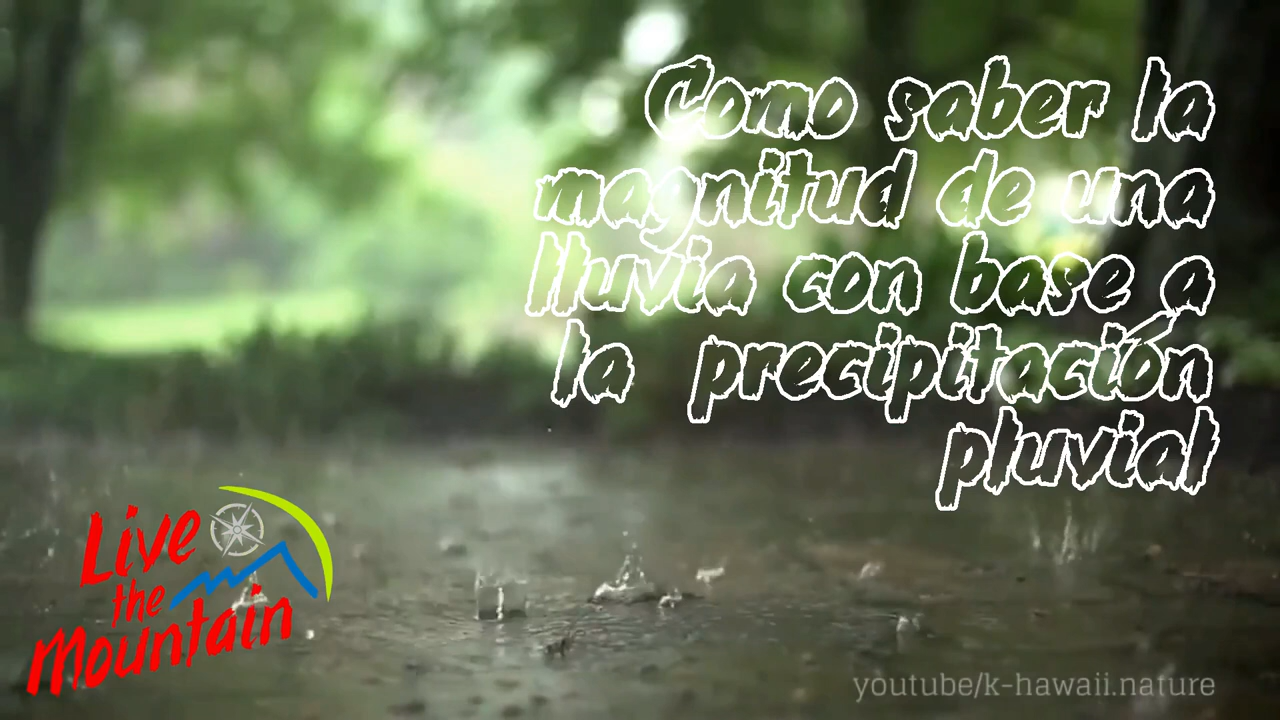 Como saber la
magnitud de una
lluvia con base a
la precipitación
pluvial
Live
the
Mountain
youtube/k-hawaii.nature